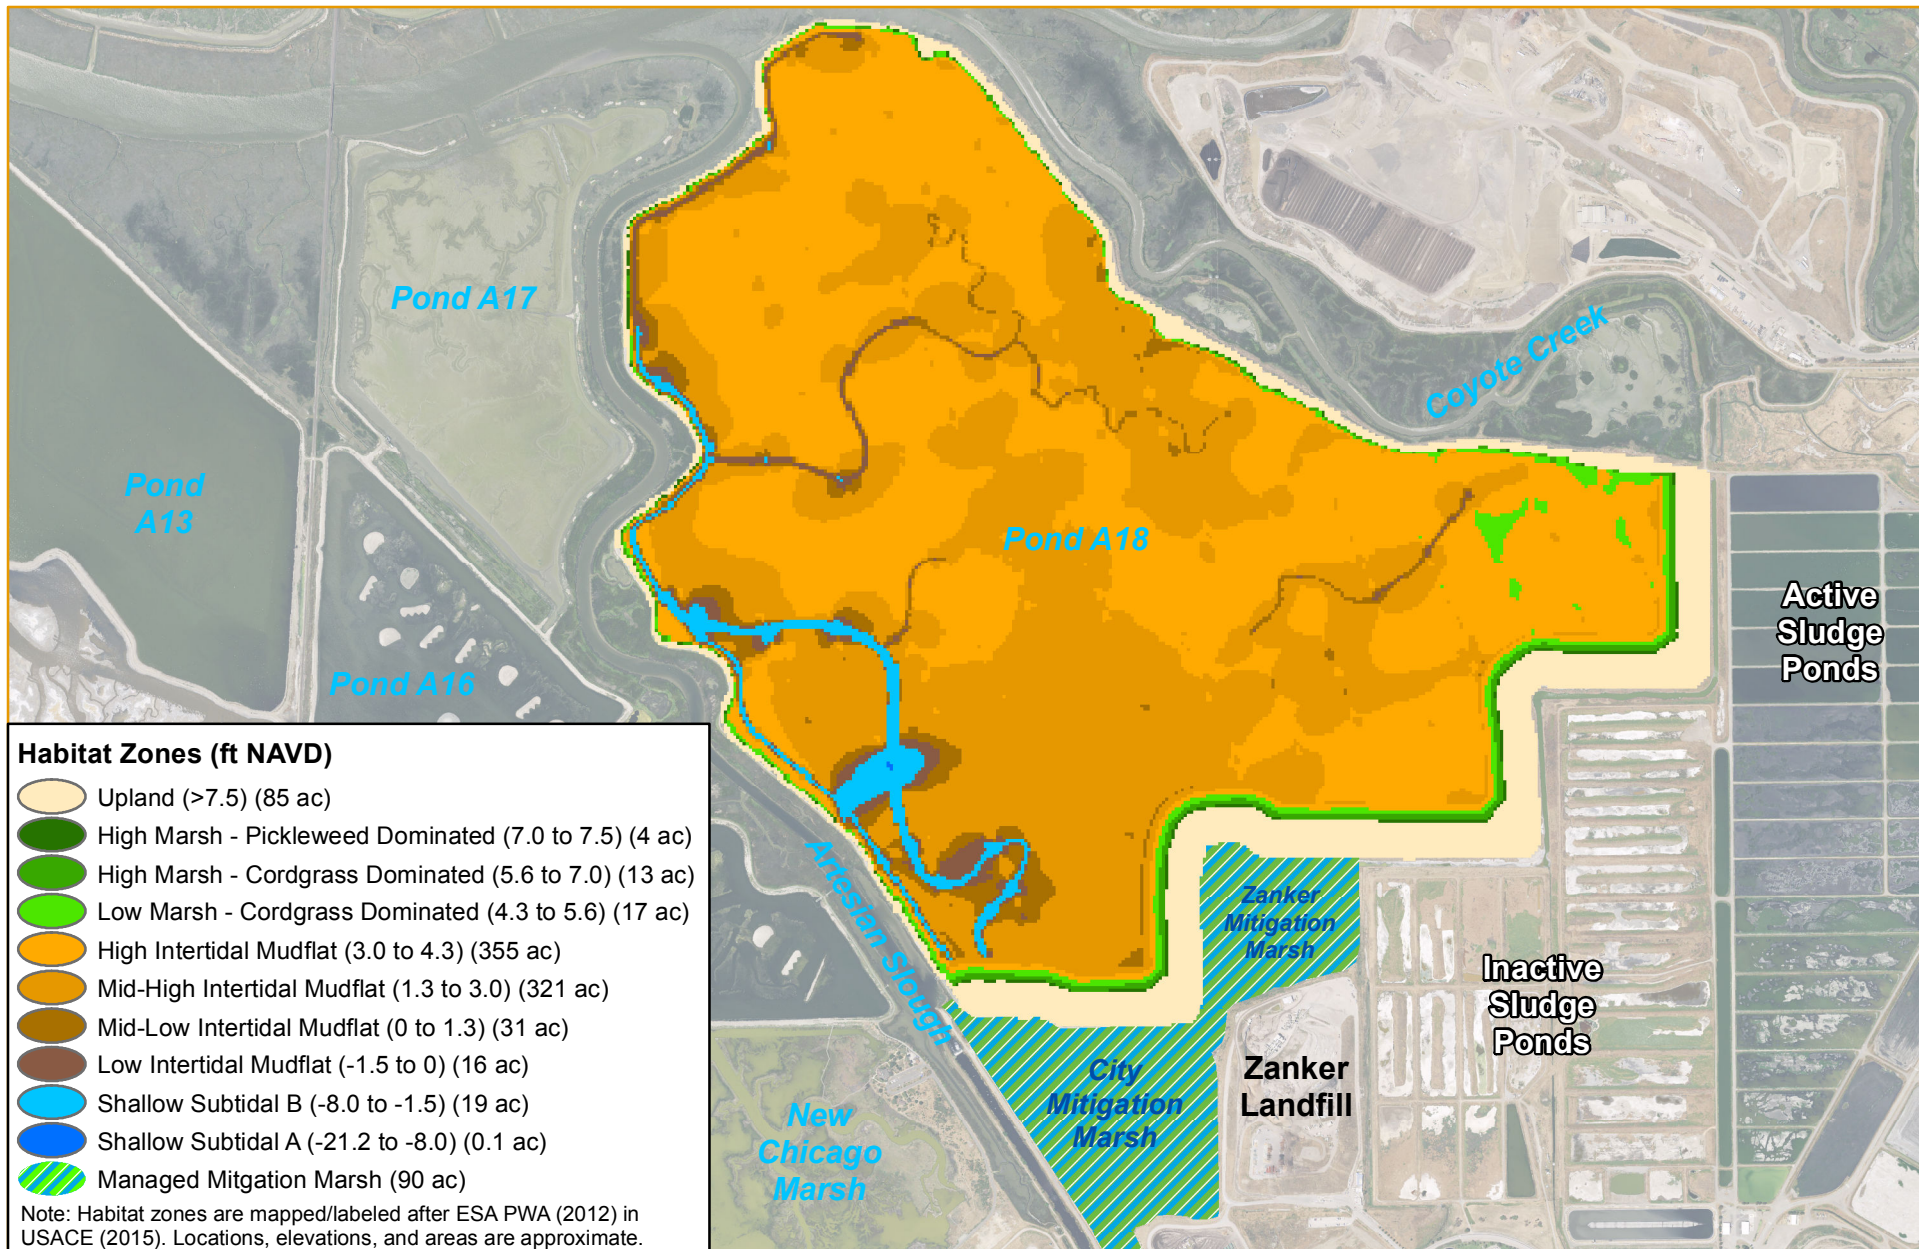 Pond A17
Coyote Creek
Pond
A13
Pond A18
Active
Sludge
Ponds
Pond A16
Habitat Zones (ft NAVD)
Upland (>7.5) (85 ac)
High Marsh - Pickleweed Dominated (7.0 to 7.5) (4 ac)
High Marsh - Cordgrass Dominated (5.6 to 7.0) (13 ac)
Low Marsh - Cordgrass Dominated (4.3 to 5.6) (17 ac)
High Intertidal Mudflat (3.0 to 4.3) (355 ac)
Mid-High Intertidal Mudflat (1.3 to 3.0) (321 ac)
Mid-Low Intertidal Mudflat (0 to 1.3) (31 ac)
Low Intertidal Mudflat (-1.5 to 0) (16 ac)
Shallow Subtidal B (-8.0 to -1.5) (19 ac)
Shallow Subtidal A (-21.2 to -8.0) (0.1 ac)
Managed Mitgation Marsh (90 ac)
Note: Habitat zones are mapped/labeled after ESA PWA (2012) in
USACE (2015). Locations, elevations, and areas are approximate.
Artesian Slough
Zanker
Mitigation
Marsh
Inactive
Sludge
Ponds
City
Mitigation
Marsh
Zanker
Landfill
New
Chicago
Marsh